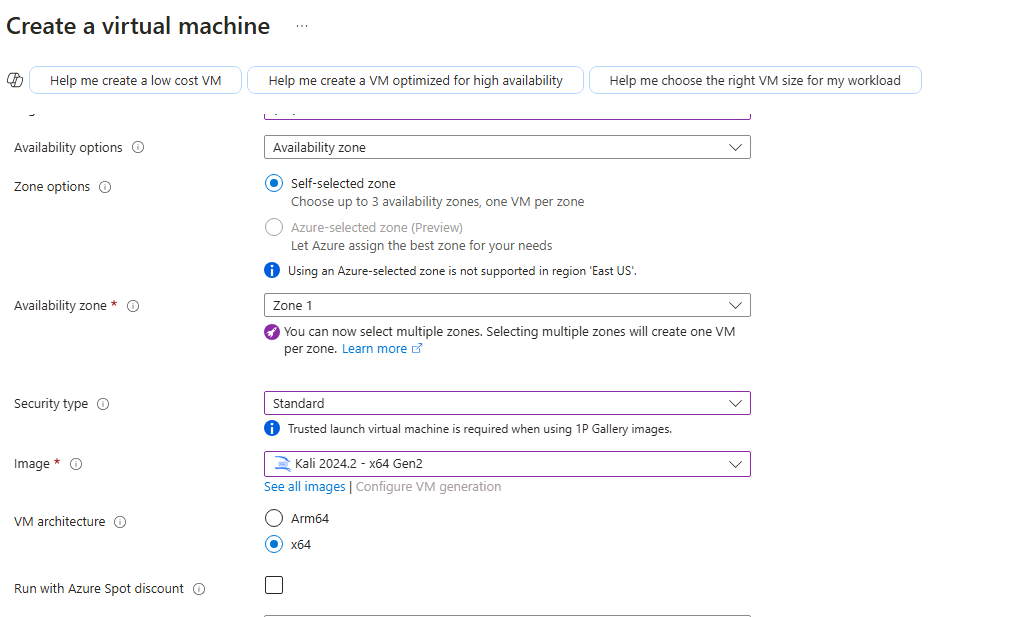 Create a virtual machine ...
Help me create a low cost VM
Help me create a VM optimized for high availability
Help me choose the right VM size for my workload
Availability options
Availability zone
Zone options
Self-selected zone
Choose up to 3 availability zones, one VM per zone
Azure-selected zone (Preview)
Let Azure assign the best zone for your needs
Using an Azure-selected zone is not supported in region 'East US'.
Availability zone *
Zone 1
You can now select multiple zones. Selecting multiple zones will create one VM
per zone. Learn more
Security type
Standard
Trusted launch virtual machine is required when using 1P Gallery images.
Image *
Kali 2024.2 - x64 Gen2
See all images | Configure VM generation
VM architecture
Arm64
x64
Run with Azure Spot discount